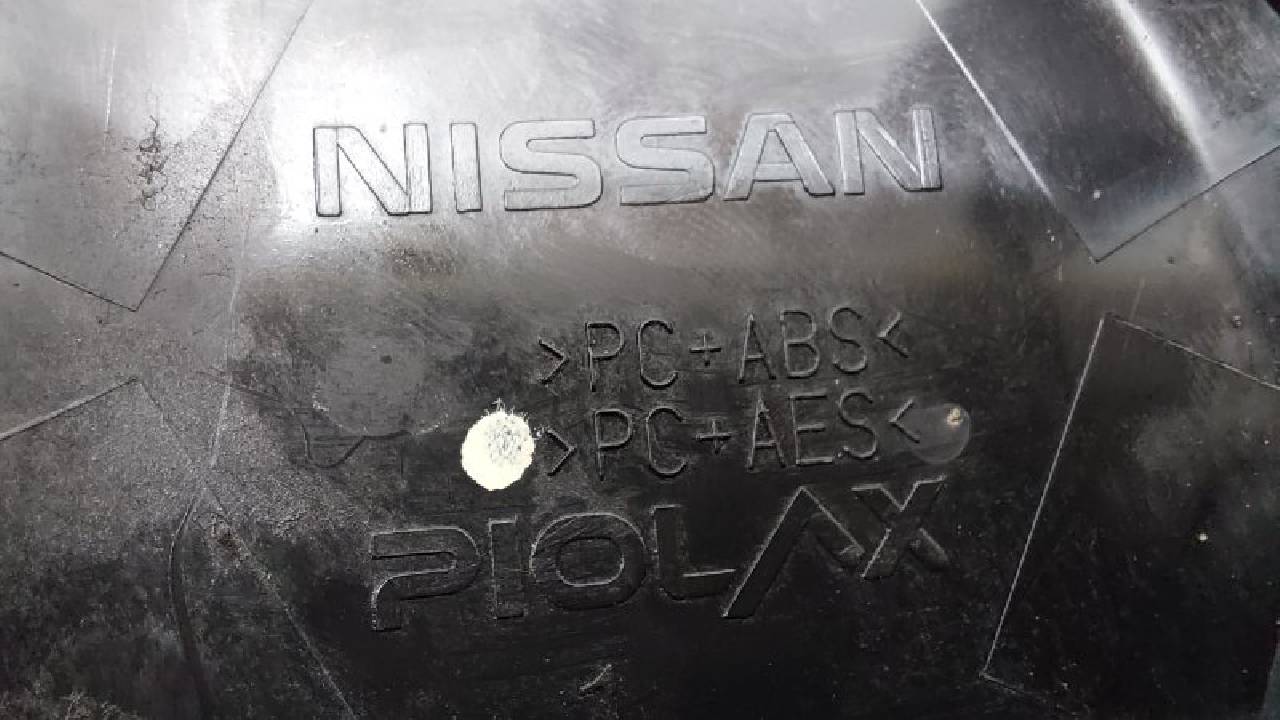 NISSAN
>PC+ABS<
>PC+AES<
PIOLAX